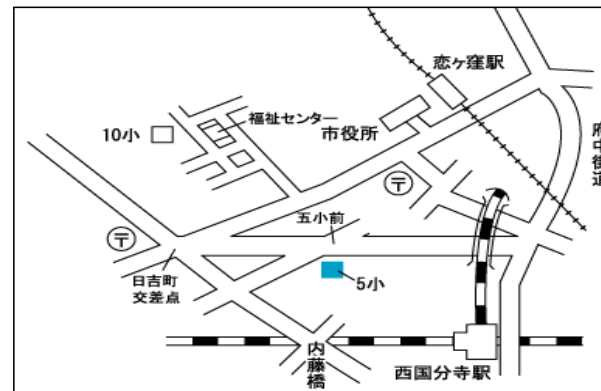 恋ヶ窪駅
福祉センター
市役所
10小
府中街道
〒
五小前
〒
日吉町
交差点
5小
内藤橋
西国分寺駅